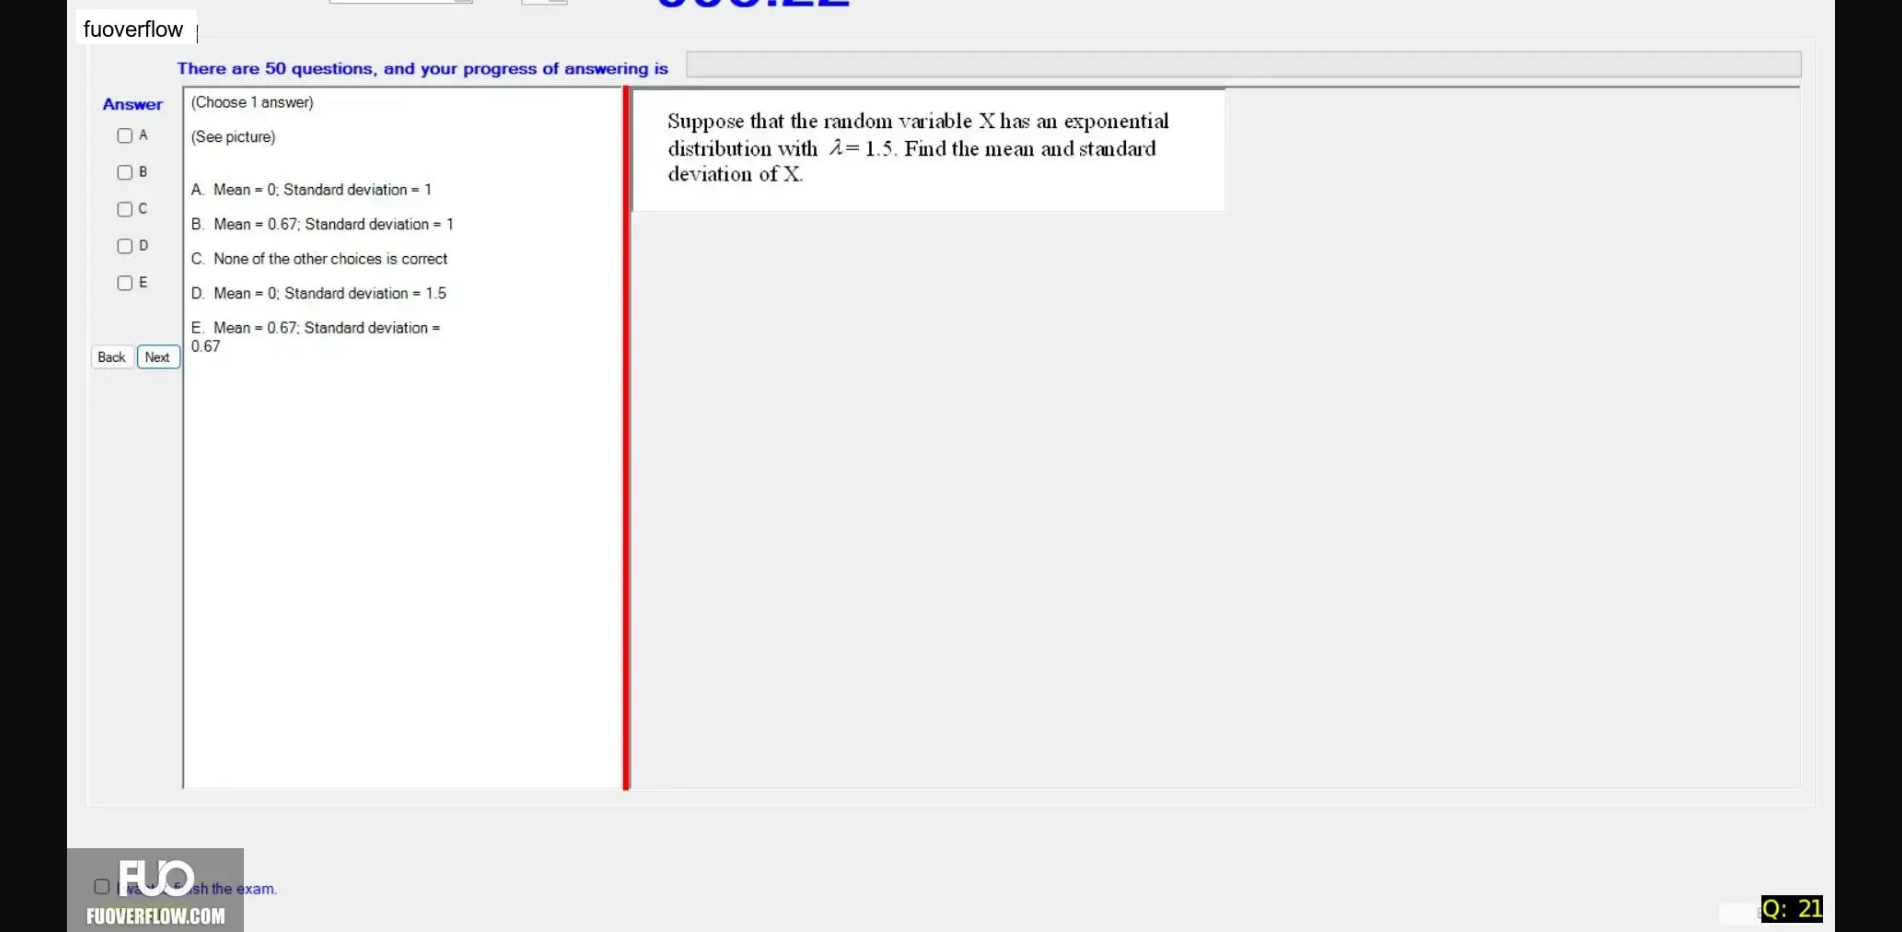 fuoverflow
There are 50 questions, and your progress of answering is
Answer
A
B
C
D
E
Back
Next
(Choose 1 answer)
(See picture)
A. Mean = 0; Standard deviation = 1
B. Mean = 0.67; Standard deviation = 1
C. None of the other choices is correct
D. Mean = 0; Standard deviation = 1.5
E. Mean = 0.67; Standard deviation =
0.67
Suppose that the random variable X has an exponential
distribution with λ= 1.5. Find the mean and standard
deviation of X.
FUO
the exam.
FUOVERFLOW.COM
Q: 21